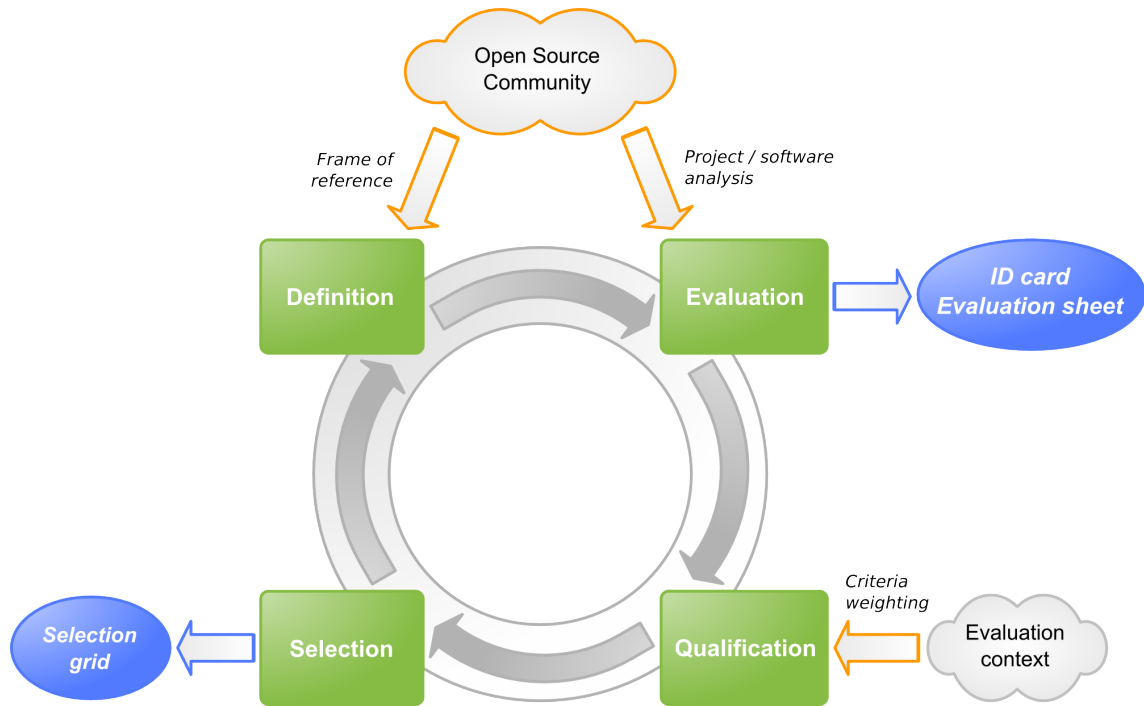 Open Source
Community
Frame of
reference
Project / software
analysis
Definition
Evaluation
ID card
Evaluation sheet
Criteria
weighting
Selection
grid
Selection
Qualification
Evaluation
context